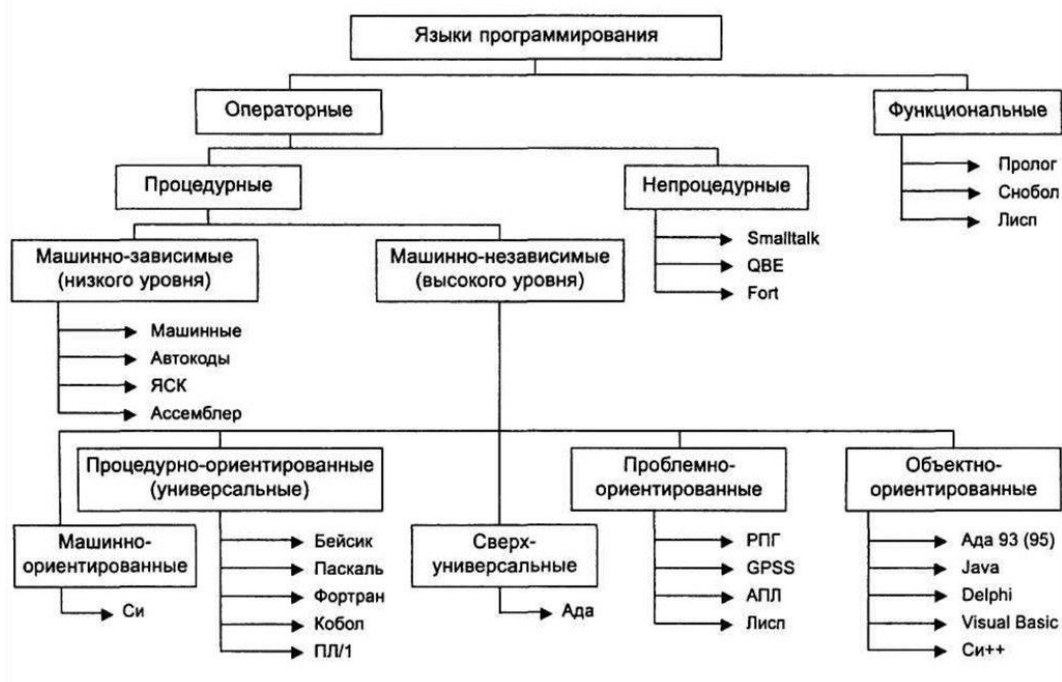 Языки программирования
Операторные
Функциональные
Пролог
Снобол
Лисп
Процедурные
Непроцедурные
Smalltalk
QBE
Fort
Машинно-зависимые
(низкого уровня)
Машинно-независимые
(высокого уровня)
Машинные
Автокоды
ЯСК
Ассемблер
Машинно-
ориентированные
Си
Процедурно-ориентированные
(универсальные)
Бейсик
Паскаль
Фортран
Кобол
ПЛ/1
Сверх-
универсальные
Ада
Проблемно-
ориентированные
РПГ
GPSS
АПЛ
Лисп
Объектно-
ориентированные
Ада 93 (95)
Java
Delphi
Visual Basic
Си++